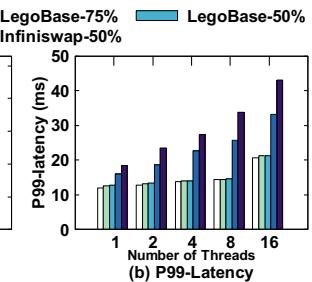 LegoBase-75% LegoBase-50%
Infiniswap-50%
50
40
30
20
10
0
P99-latency (ms)
1 2 4 8 16
Number of Threads
(b) P99-Latency